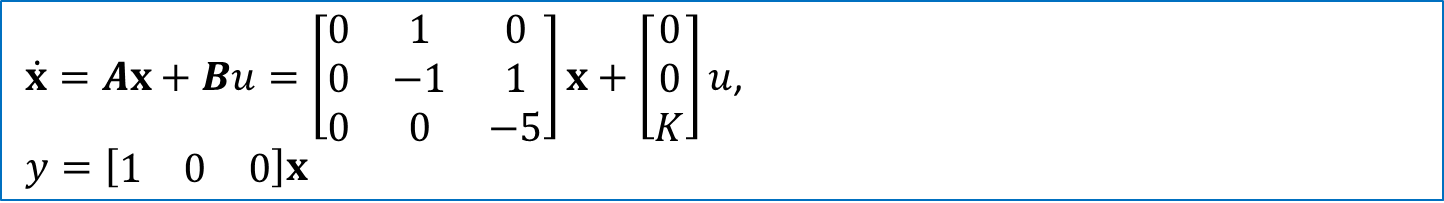 ẋ = Ax + Bu = [0 1 0; 0 −1 1; 0 0 −5] x + [0; 0; K] u,
y = [1 0 0]x